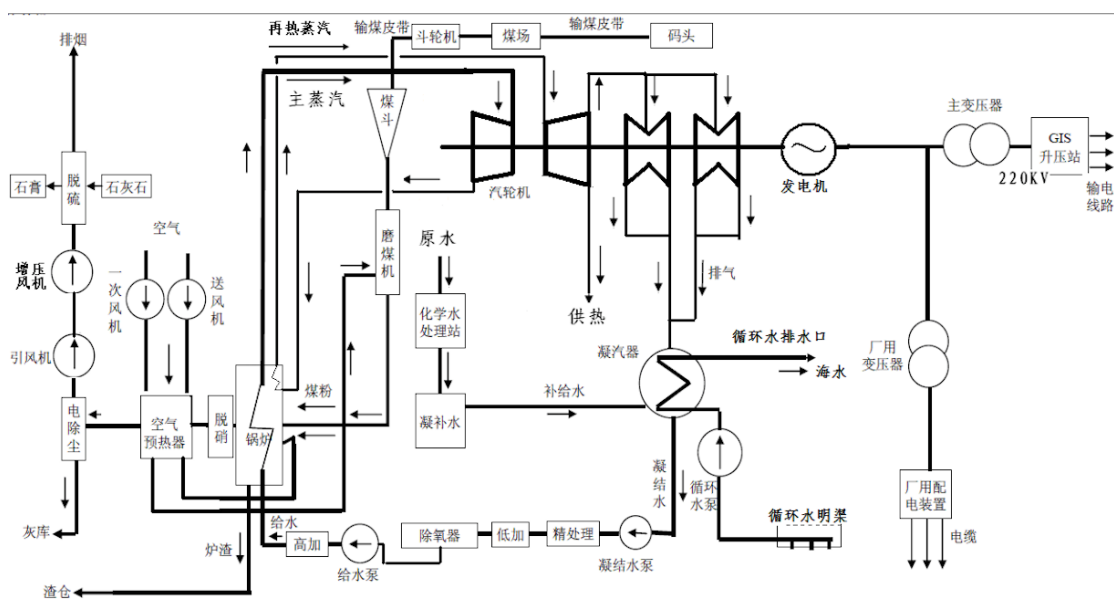 排烟
再热蒸汽
输煤皮带
斗轮机
煤场
输煤皮带
码头
主蒸汽
煤斗
主变压器
GIS
升压站
220KV
输电
线路
脱硫
石膏
石灰石
汽轮机
发电机
空气
原水
磨煤机
增压
风机
一次风机
送风机
排气
供热
化学水
处理站
循环水排水口
海水
凝汽器
厂用
变压器
引风机
煤粉
补给水
电除尘
空气
预热器
脱硝
锅炉
凝补水
凝结水
循环
水泵
厂用配
电装置
循环水明渠
电缆
灰库
给水
炉渣
高加
除氧器
低加
精处理
给水泵
凝结水泵
渣仓